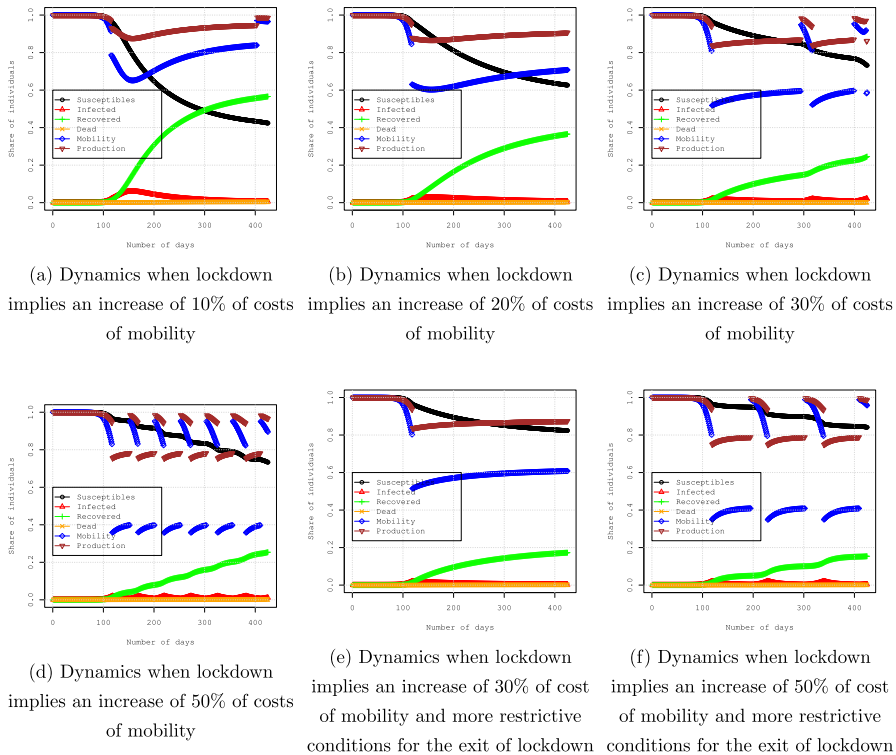 Share of individuals
0.0 0.2 0.4 0.6 0.8 1.0
Susceptibles
Infected
Recovered
Dead
Mobility
Production
0 100 200 300 400
Number of days
(a) Dynamics when lockdown
implies an increase of 10% of costs
of mobility
Share of individuals
0.0 0.2 0.4 0.6 0.8 1.0
Susceptibles
Infected
Recovered
Dead
Mobility
Production
0 100 200 300 400
Number of days
(b) Dynamics when lockdown
implies an increase of 20% of costs
of mobility
Share of individuals
0.0 0.2 0.4 0.6 0.8 1.0
Susceptibles
Infected
Recovered
Dead
Mobility
Production
0 100 200 300 400
Number of days
(c) Dynamics when lockdown
implies an increase of 30% of costs
of mobility
Share of individuals
0.0 0.2 0.4 0.6 0.8 1.0
Susceptibles
Infected
Recovered
Dead
Mobility
Production
0 100 200 300 400
Number of days
(d) Dynamics when lockdown
implies an increase of 50% of costs
of mobility
Share of individuals
0.0 0.2 0.4 0.6 0.8 1.0
Susceptibles
Infected
Recovered
Dead
Mobility
Production
0 100 200 300 400
Number of days
(e) Dynamics when lockdown
implies an increase of 30% of cost
of mobility and more restrictive
conditions for the exit of lockdown
Share of individuals
0.0 0.2 0.4 0.6 0.8 1.0
Susceptibles
Infected
Recovered
Dead
Mobility
Production
0 100 200 300 400
Number of days
(f) Dynamics when lockdown
implies an increase of 50% of cost
of mobility and more restrictive
conditions for the exit of lockdown